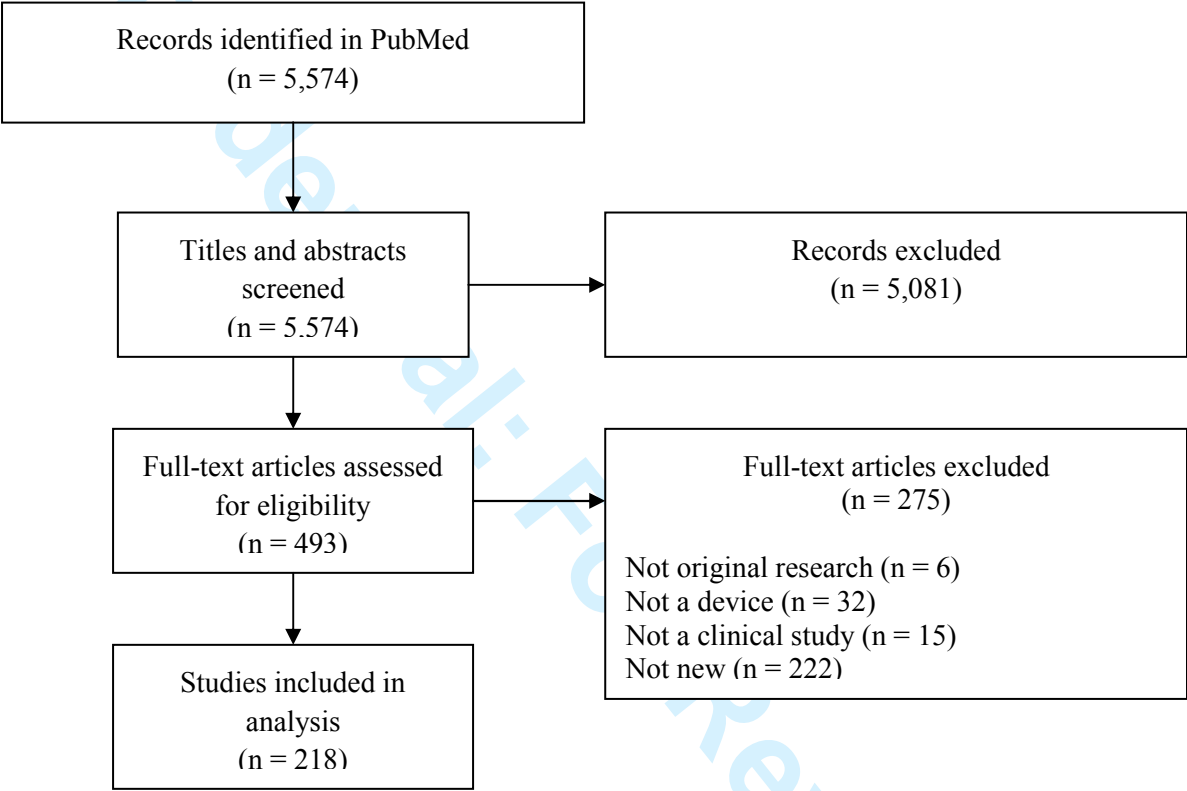 Records identified in PubMed
(n = 5,574)
Titles and abstracts
screened
(n = 5,574)
Records excluded
(n = 5,081)
Full-text articles assessed
for eligibility
(n = 493)
Full-text articles excluded
(n = 275)
Not original research (n = 6)
Not a device (n = 32)
Not a clinical study (n = 15)
Not new (n = 222)
Studies included in
analysis
(n = 218)